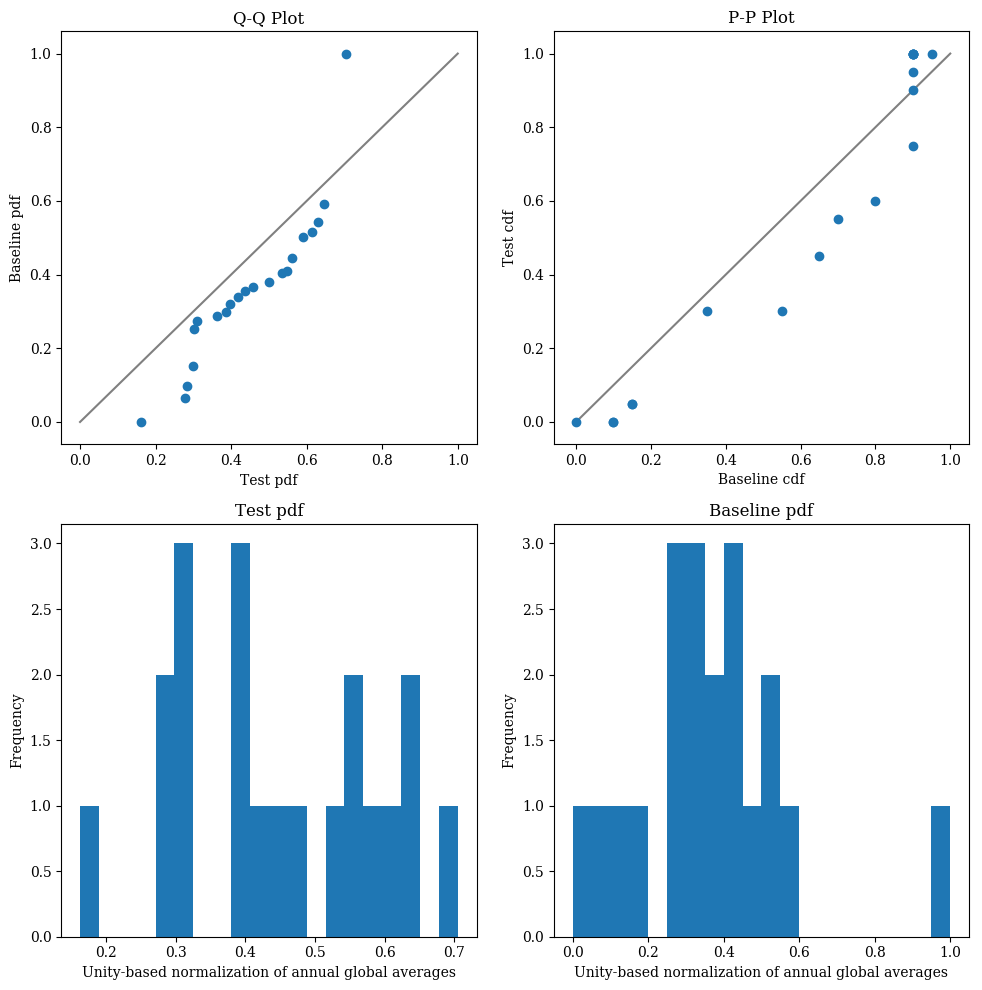 Q-Q Plot
1.0
0.8
0.6
0.4
0.2
0.0
Baseline pdf
0.0 0.2 0.4 0.6 0.8 1.0
Test pdf
P-P Plot
1.0
0.8
0.6
0.4
0.2
0.0
Test cdf
0.0 0.2 0.4 0.6 0.8 1.0
Baseline cdf
Test pdf
3.0
2.5
2.0
1.5
1.0
0.5
0.0
Frequency
0.2 0.3 0.4 0.5 0.6 0.7
Unity-based normalization of annual global averages
Baseline pdf
3.0
2.5
2.0
1.5
1.0
0.5
0.0
Frequency
0.0 0.2 0.4 0.6 0.8 1.0
Unity-based normalization of annual global averages